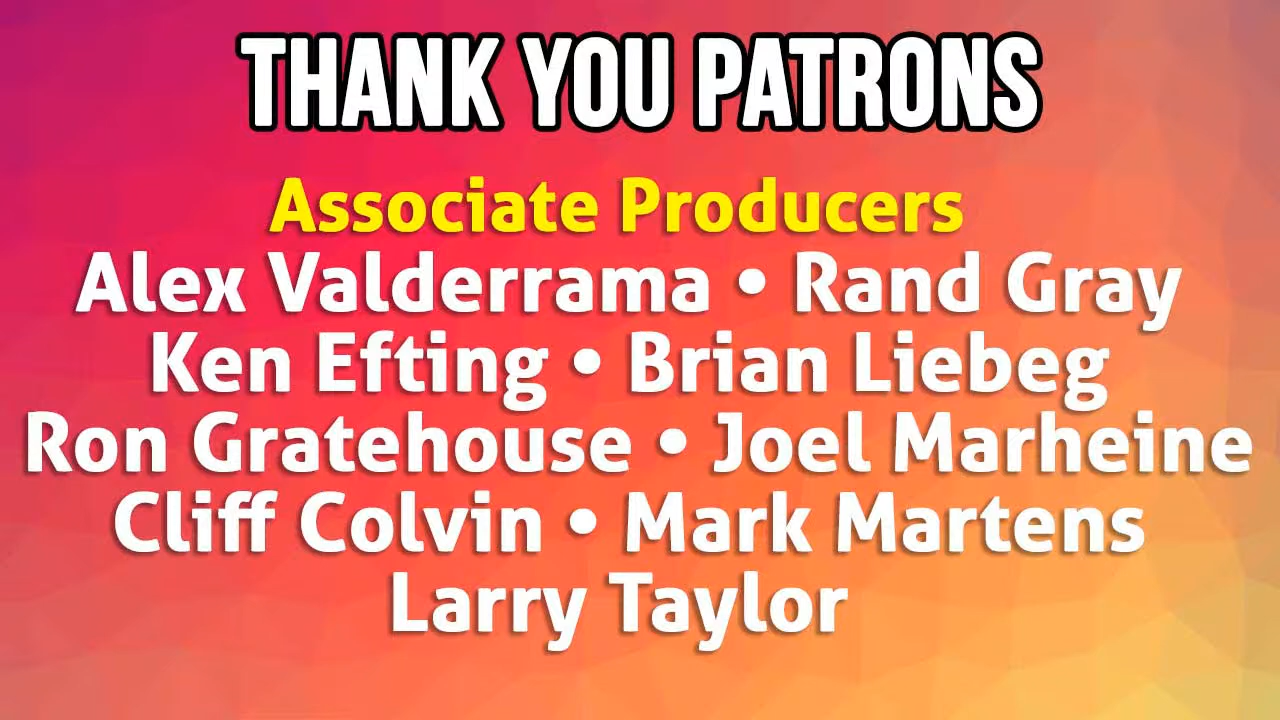 THANK YOU PATRONS
Associate Producers
Alex Valderrama • Rand Gray
Ken Efting • Brian Liebeg
Ron Gratehouse • Joel Marheine
Cliff Colvin • Mark Martens
Larry Taylor